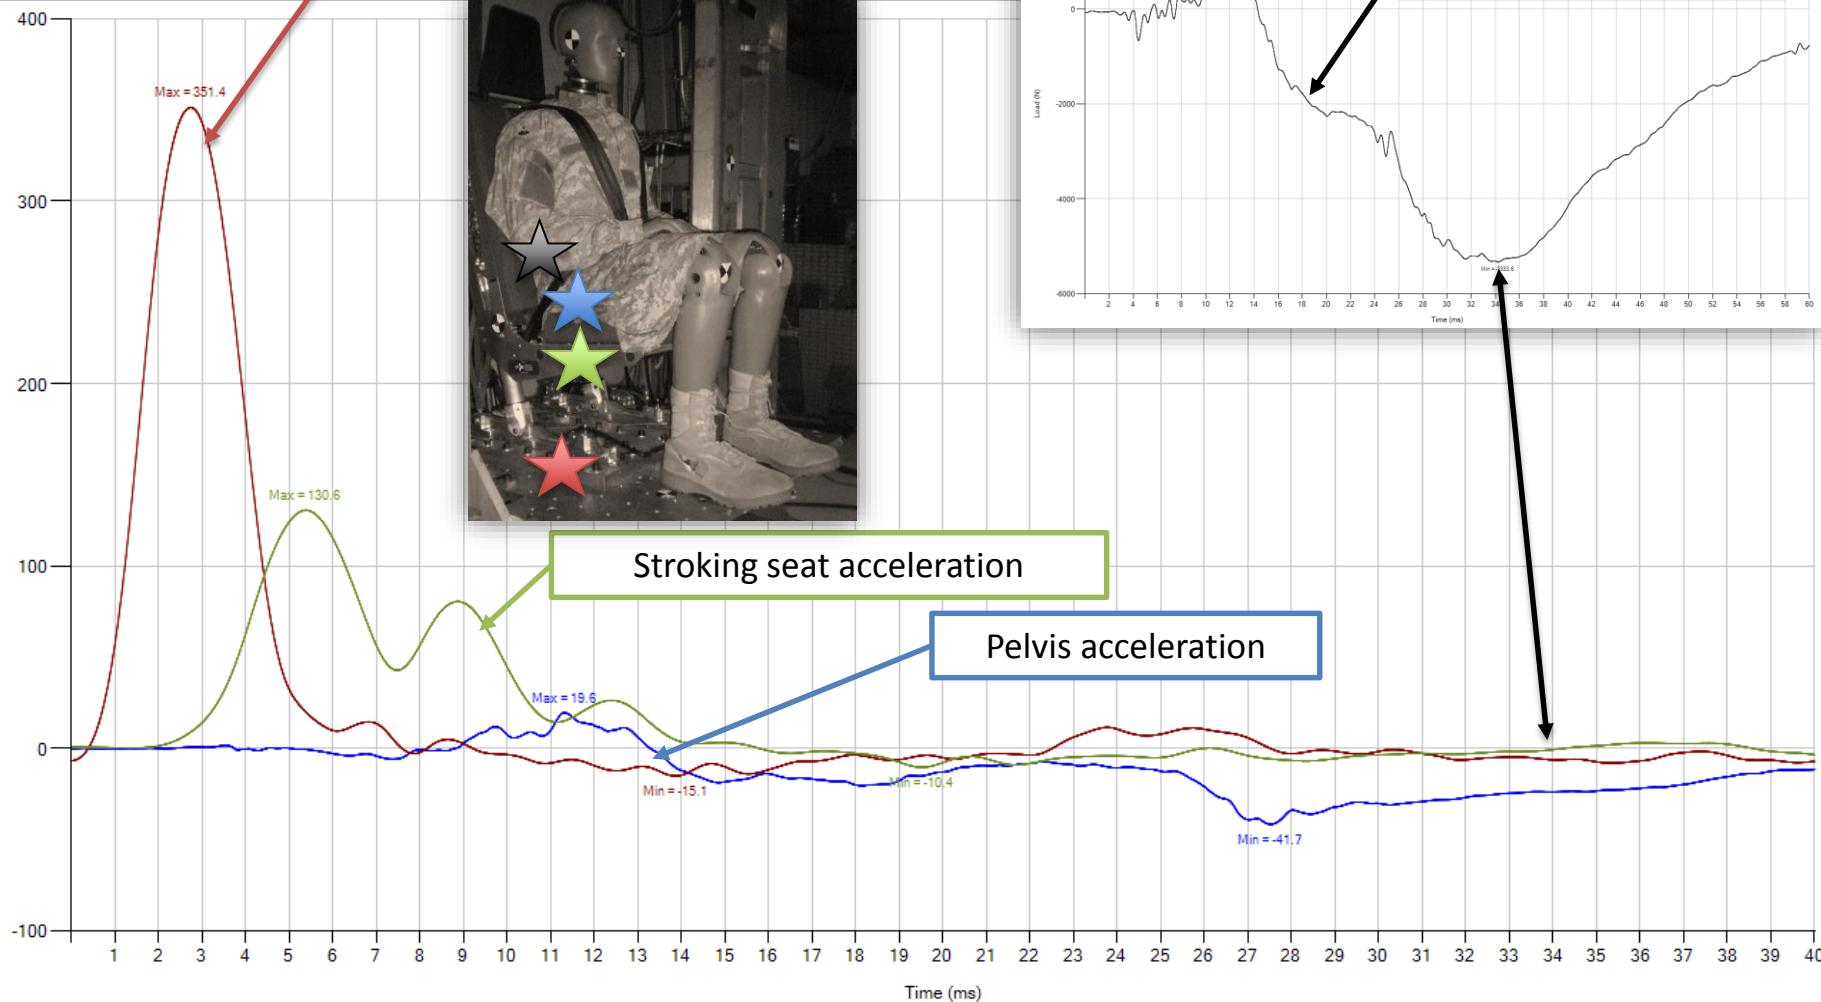 400
300
200
100
0
-100
Max = 351.4
Max = 130.6
Max = 19.6
Min = -15.1
Min = -10.4
Min = -41.7
Stroking seat acceleration
Pelvis acceleration
1 2 3 4 5 6 7 8 9 10 11 12 13 14 15 16 17 18 19 20 21 22 23 24 25 26 27 28 29 30 31 32 33 34 35 36 37 38 39 40
Time (ms)
0
-2000
-4000
-6000
Load (N)
2 4 6 8 10 12 14 16 18 20 22 24 26 28 30 32 34 36 38 40 42 44 46 48 50 52 54 56 58 60
Time (ms)